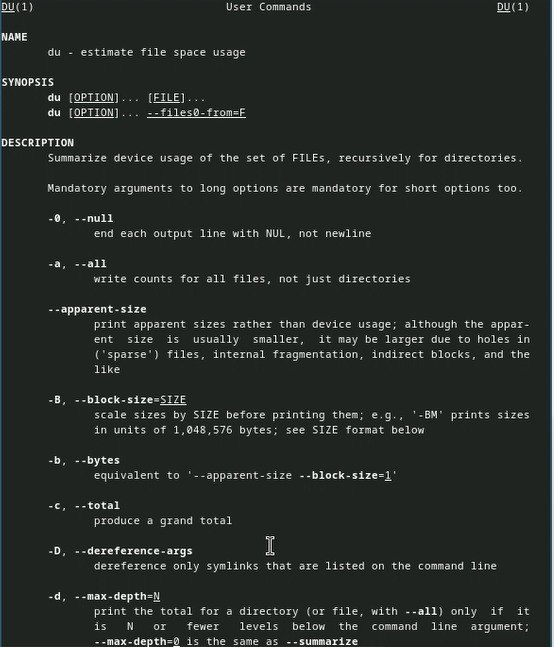 DU(1) User Commands DU(1)
NAME
du - estimate file space usage
SYNOPSIS
du [OPTION]... [FILE]...
du [OPTION]... --files0-from=F
DESCRIPTION
Summarize device usage of the set of FILEs, recursively for directories.
Mandatory arguments to long options are mandatory for short options too.
-0, --null
end each output line with NUL, not newline
-a, --all
write counts for all files, not just directories
--apparent-size
print apparent sizes rather than device usage; although the appar-
ent size is usually smaller, it may be larger due to holes in
('sparse') files, internal fragmentation, indirect blocks, and the
like
-B, --block-size=SIZE
scale sizes by SIZE before printing them; e.g., '-BM' prints sizes
in units of 1,048,576 bytes; see SIZE format below
-b, --bytes
equivalent to '--apparent-size --block-size=1'
-c, --total
produce a grand total
-D, --dereference-args
dereference only symlinks that are listed on the command line
-d, --max-depth=N
print the total for a directory (or file, with --all) only if it
is N or fewer levels below the command line argument;
--max-depth=0 is the same as --summarize